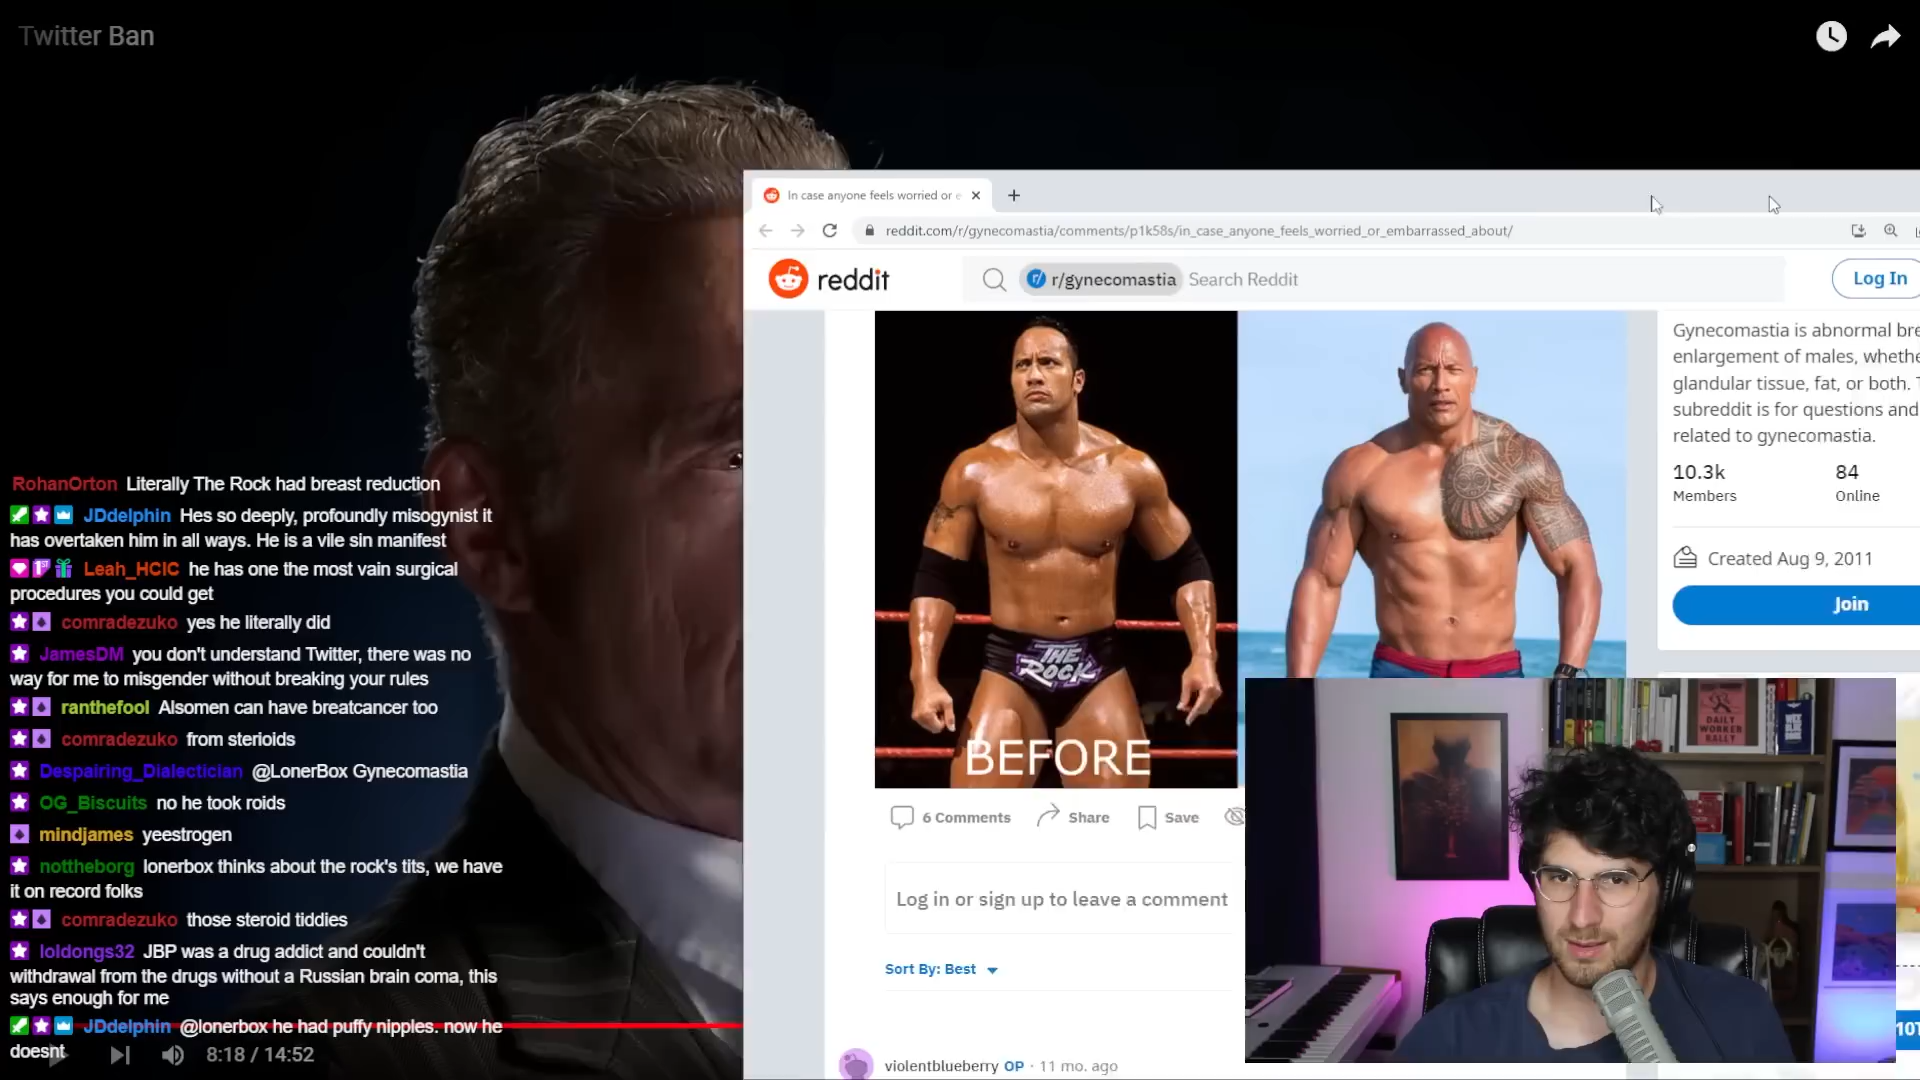 Twitter Ban
In case anyone feels worried or e
reddit.com/r/gynecomastia/comments/p1k58s/in_case_anyone_feels_worried_or_embarrassed_about/
reddit
r/gynecomastia Search Reddit
Log In
Gynecomastia is abnormal bre
enlargement of males, whethe
glandular tissue, fat, or both. T
subreddit is for questions and
related to gynecomastia.
10.3k
84
Members
Online
Created Aug 9, 2011
Join
THE
ROCK
BEFORE
6 Comments
Share
Save
Log in or sign up to leave a comment
Sort By: Best
violentblueberry OP · 11 mo. ago
RohanOrton Literally The Rock had breast reduction
JDdelphin Hes so deeply, profoundly misogynist it
has overtaken him in all ways. He is a vile sin manifest
1st
Leah_HCIC he has one the most vain surgical
procedures you could get
comradezuko yes he literally did
JamesDM you don't understand Twitter, there was no
way for me to misgender without breaking your rules
ranthefool Alsomen can have breatcancer too
comradezuko from sterioids
Despairing_Dialectician @LonerBox Gynecomastia
OG_Biscuits no he took roids
mindjames yeestrogen
nottheborg lonerbox thinks about the rock's tits, we have
it on record folks
comradezuko those steroid tiddies
loldongs32 JBP was a drug addict and couldn't
withdrawal from the drugs without a Russian brain coma, this
says enough for me
JDdelphin @lonerbox he had puffy nipples. now he
doesnt
8:18 / 14:52
DAILY
WORKER
RALLY